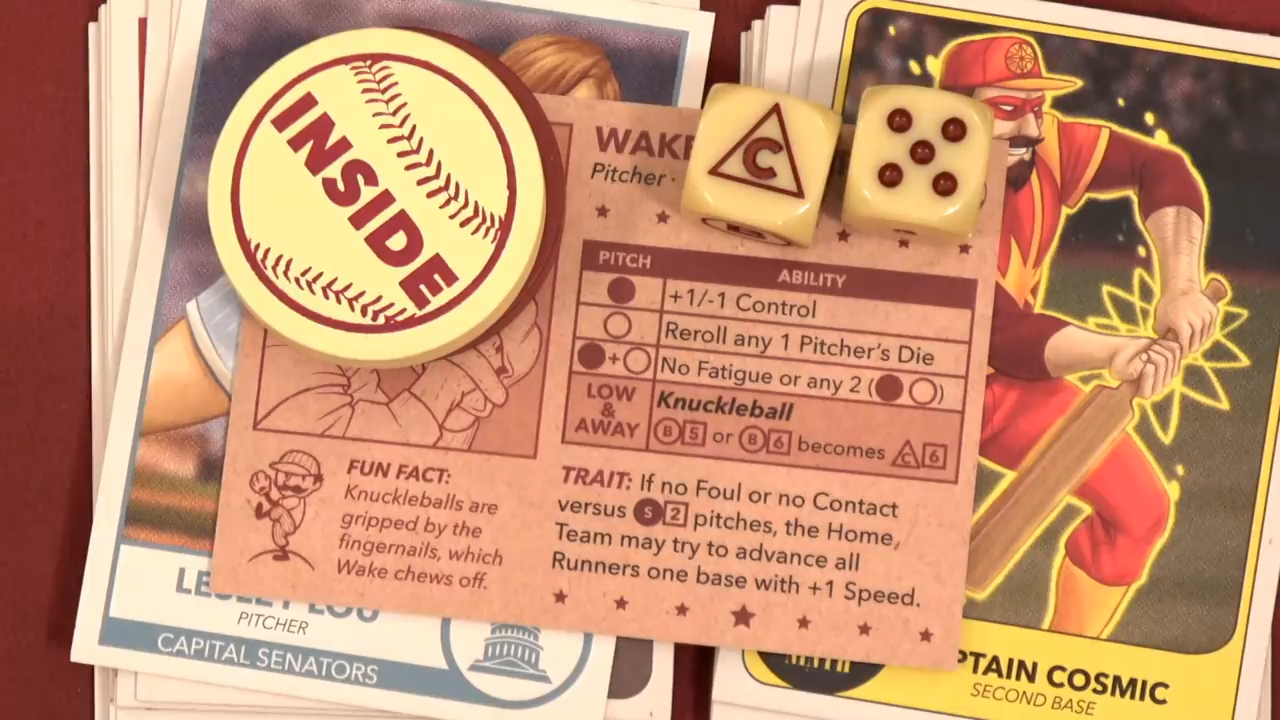 INSIDE
WAKE
Pitcher ·
C
B
PITCH ABILITY
+1/-1 Control
Reroll any 1 Pitcher's Die
+ No Fatigue or any 2 ( )
LOW & AWAY
Knuckleball
B 5 or B 6 becomes C 6
FUN FACT:
Knuckleballs are
gripped by the
fingernails, which
Wake chews off.
TRAIT: If no Foul or no Contact
versus S 2 pitches, the Home
Team may try to advance all
Runners one base with +1 Speed.
LESLEY LOU
PITCHER
CAPITAL SENATORS
PTAIN COSMIC
SECOND BASE